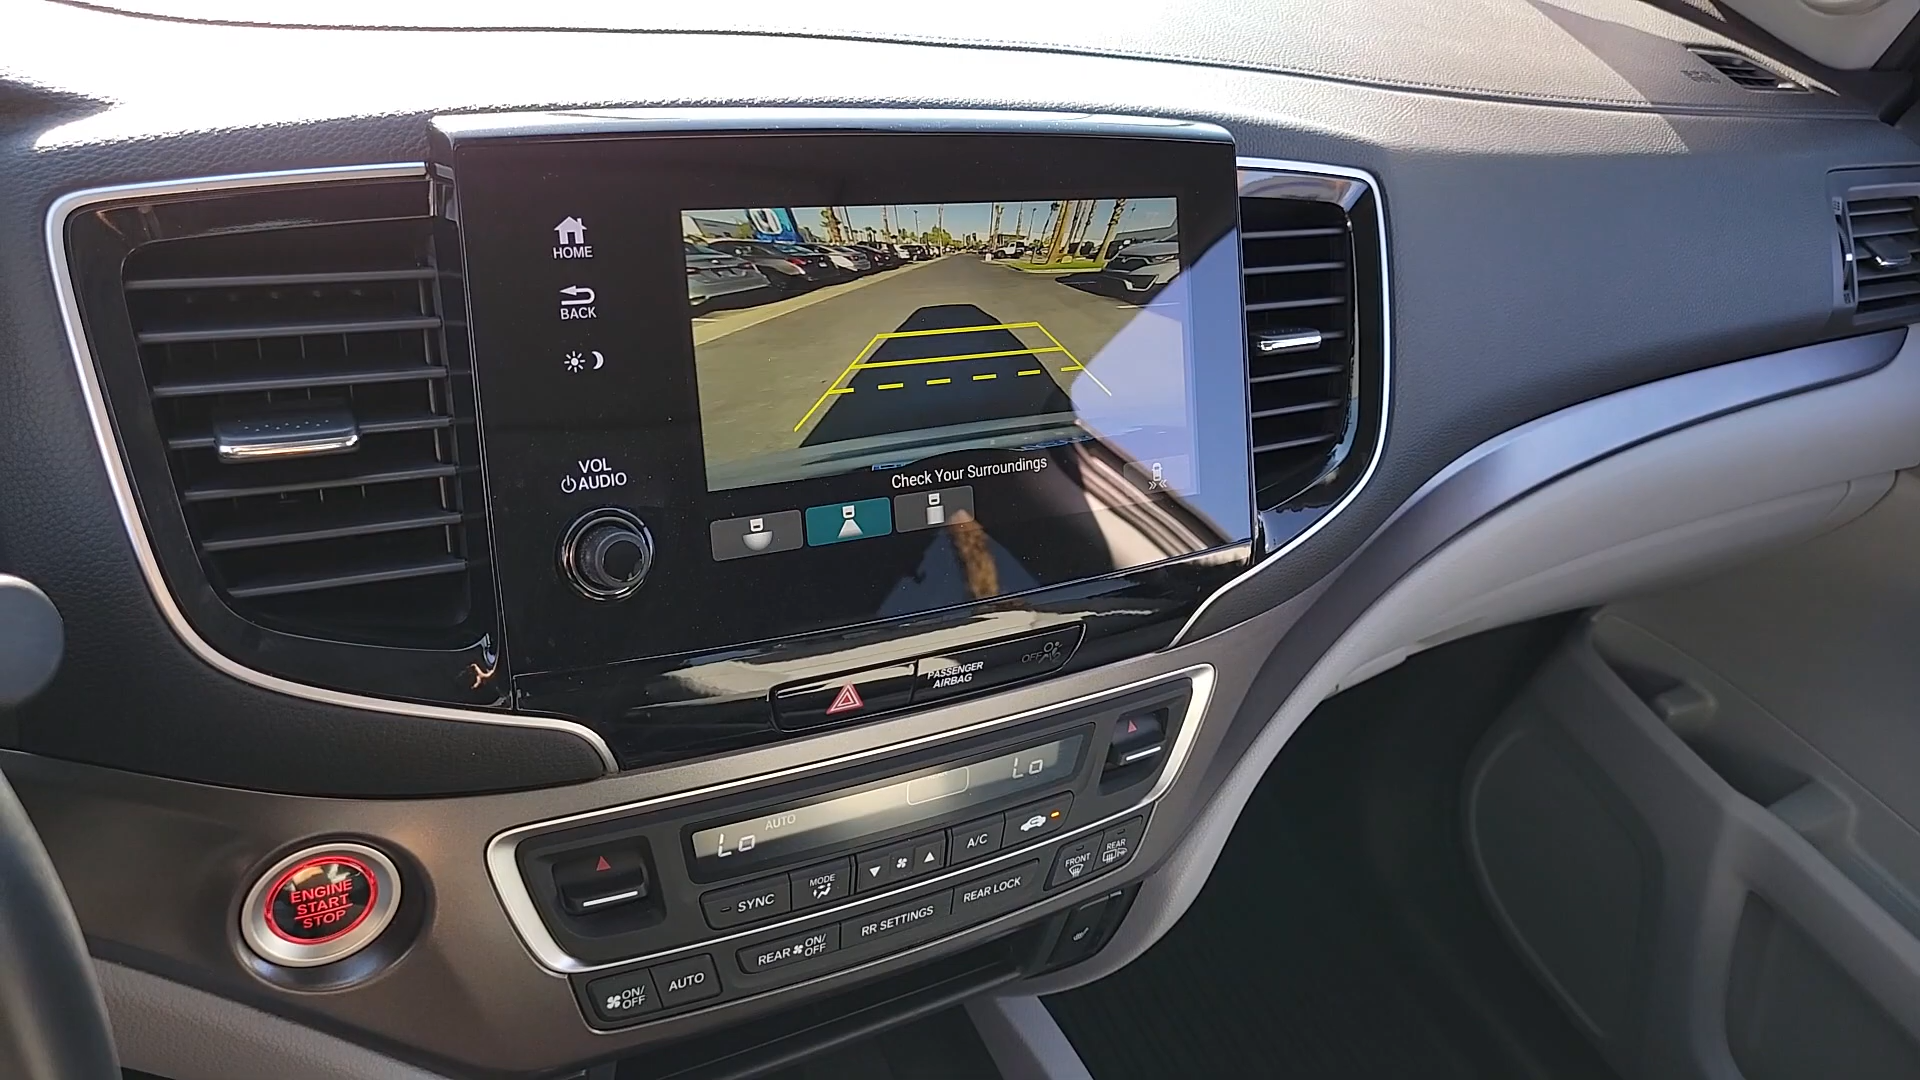 HOME
BACK
VOL
AUDIO
Check Your Surroundings
PASSENGER
AIRBAG
OFF
Lo
AUTO
Lo
SYNC
MODE
A/C
FRONT
REAR
REAR ON/
OFF
RR SETTINGS
REAR LOCK
ON/
OFF
AUTO
ENGINE
START
STOP